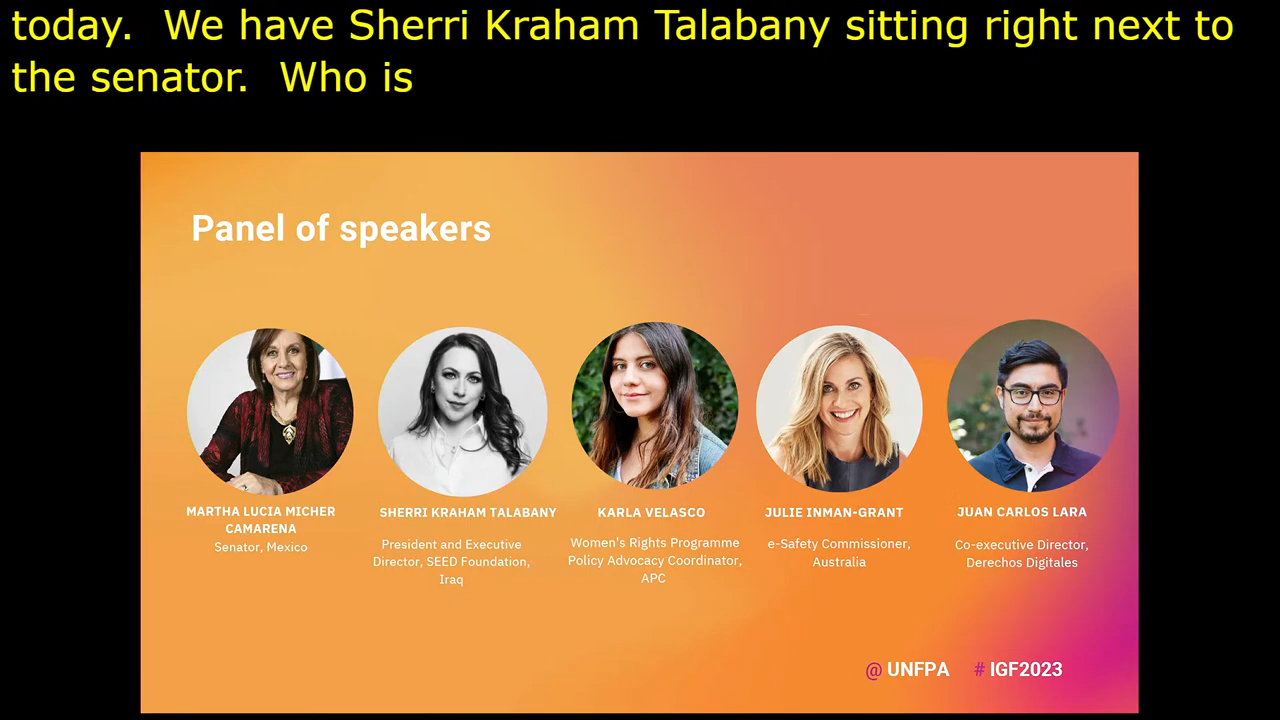 today.  We have Sherri Kraham Talabany sitting right next to
the senator.  Who is
Panel of speakers
MARTHA LUCIA MICHER
CAMARENA
Senator, Mexico
SHERRI KRAHAM TALABANY
President and Executive
Director, SEED Foundation,
Iraq
KARLA VELASCO
Women's Rights Programme
Policy Advocacy Coordinator,
APC
JULIE INMAN-GRANT
e-Safety Commissioner,
Australia
JUAN CARLOS LARA
Co-executive Director,
Derechos Digitales
@ UNFPA # IGF2023